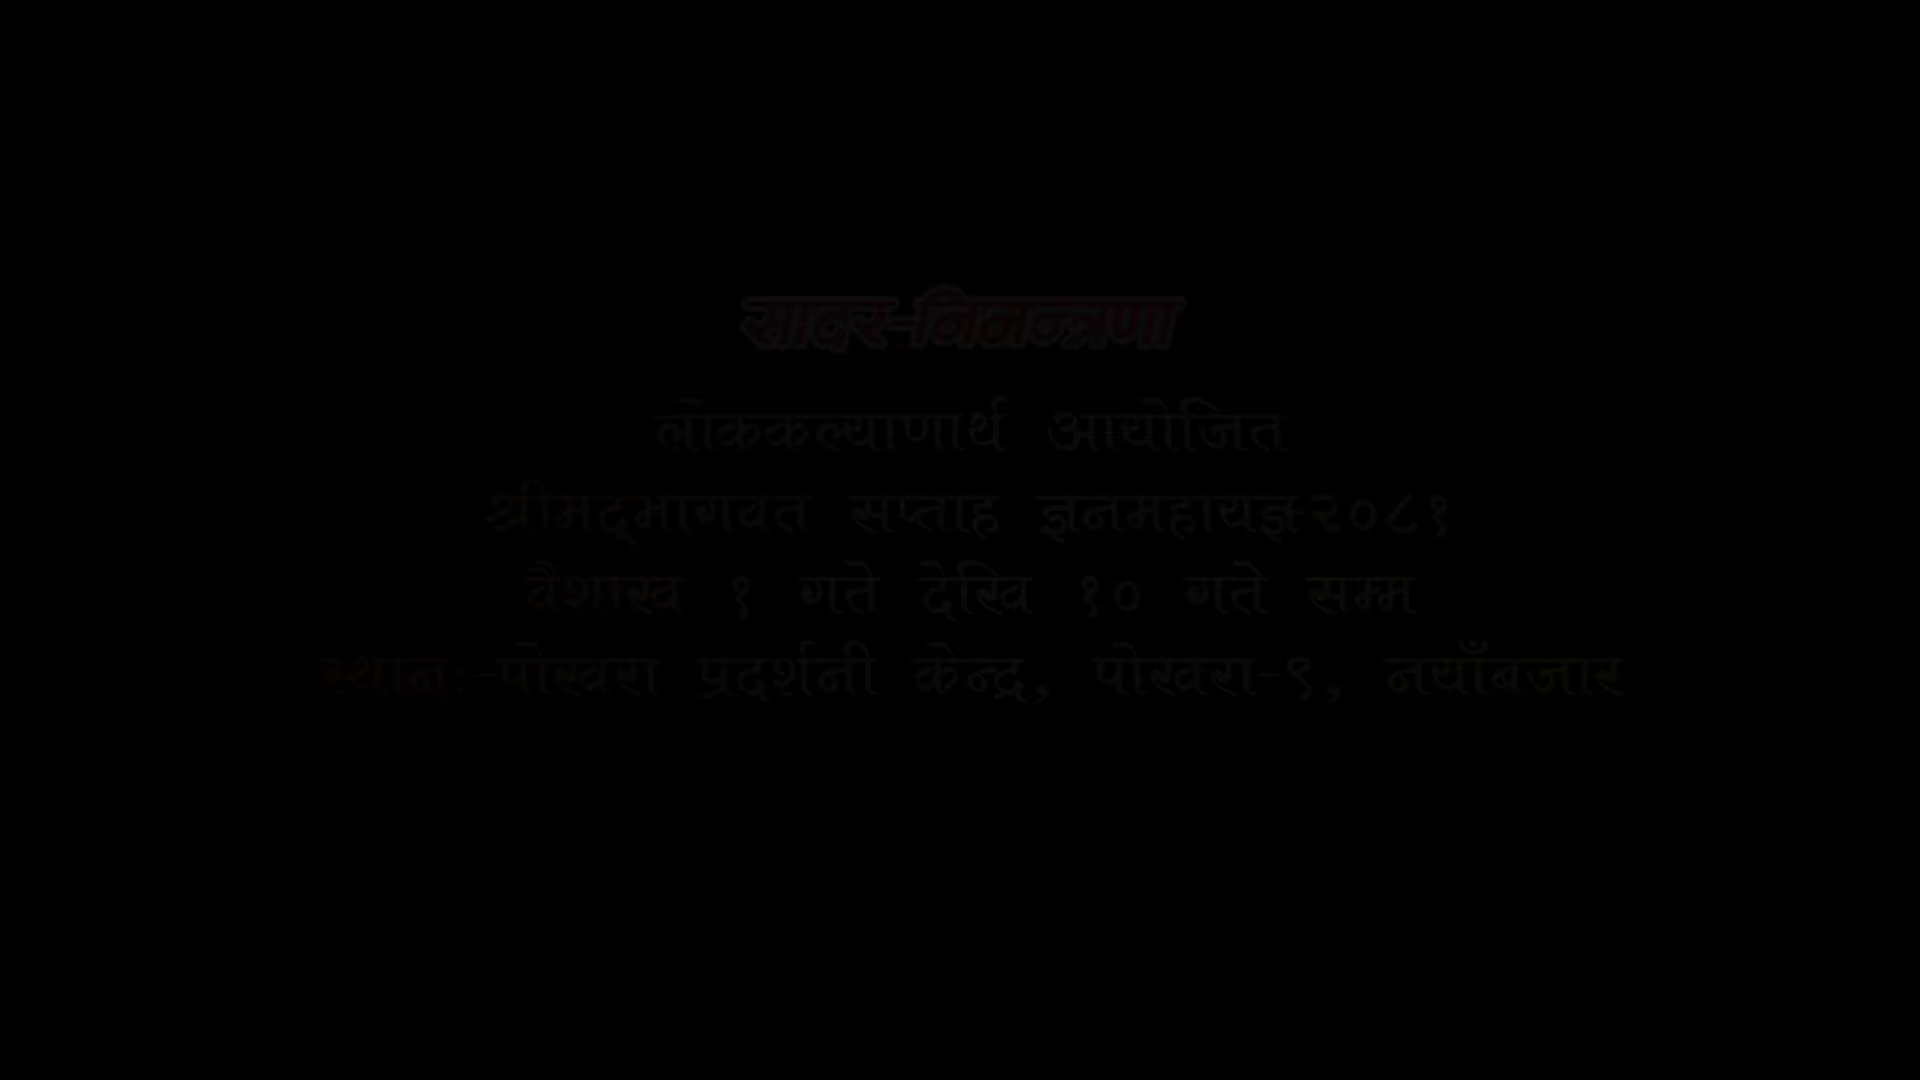 सादर-निमन्त्रणा
लोककल्याणार्थ आयोजित
श्रीमद्भागवत सप्ताह ज्ञनमहायज्ञ-२०८१
वैशाख १ गते देखि १० गते सम्म
स्थानः-पोखरा प्रदर्शनी केन्द्र, पोखरा-९, नयाँबजार